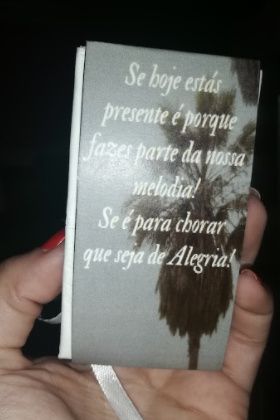 Se hoje estás
presente é porque
fazes parte da nossa
melodia!
Se é para chorar
que seja de Alegria!